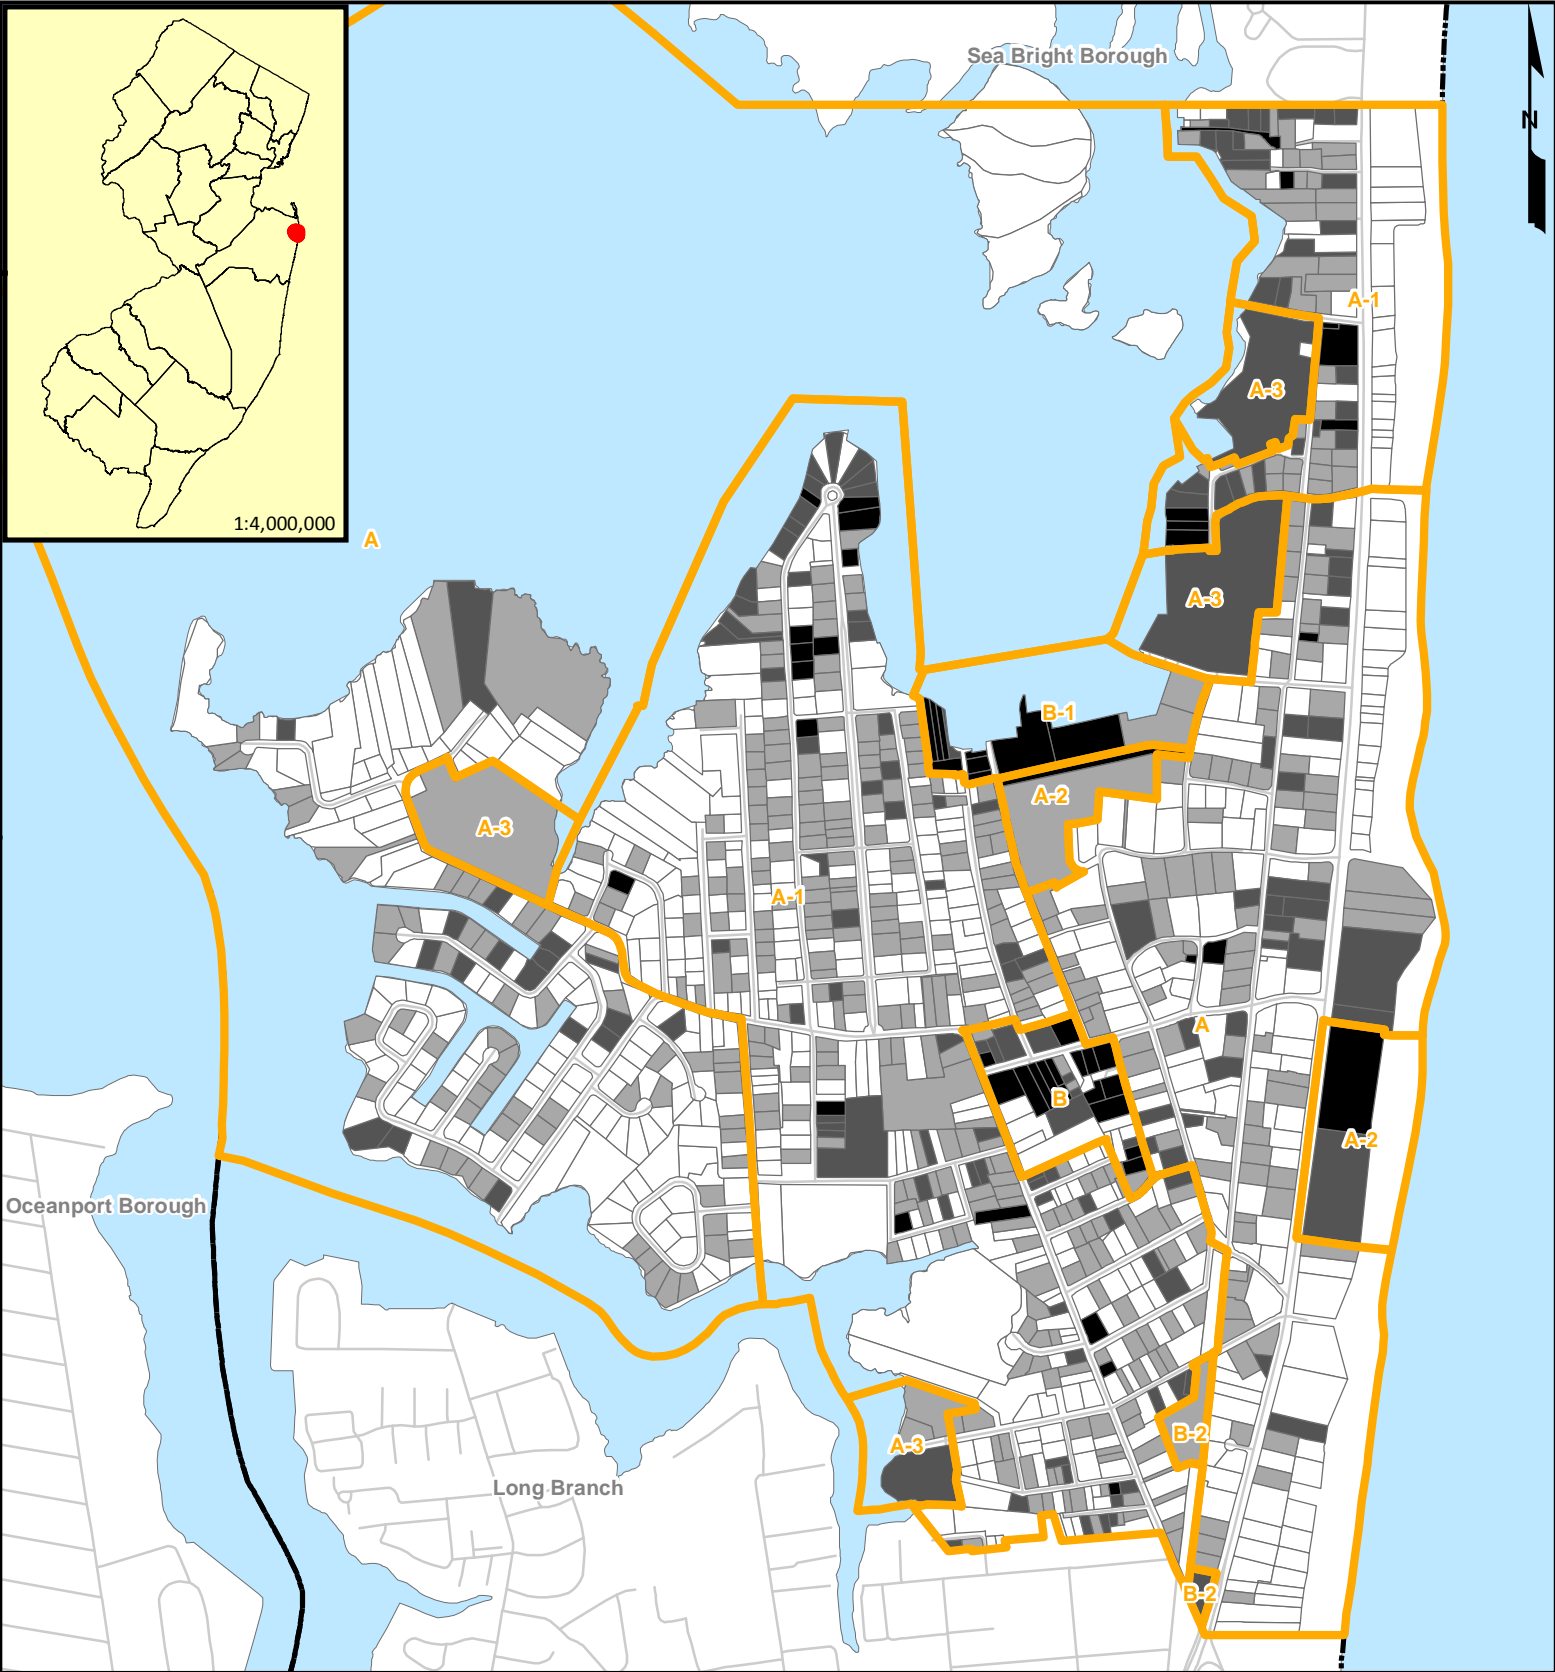 Sea Bright Borough
N
A-1
A-3
1:4,000,000
A
A-3
B-1
A-2
A-3
A-1
A
B
A-2
Oceanport Borough
B-2
A-3
Long Branch
B-2